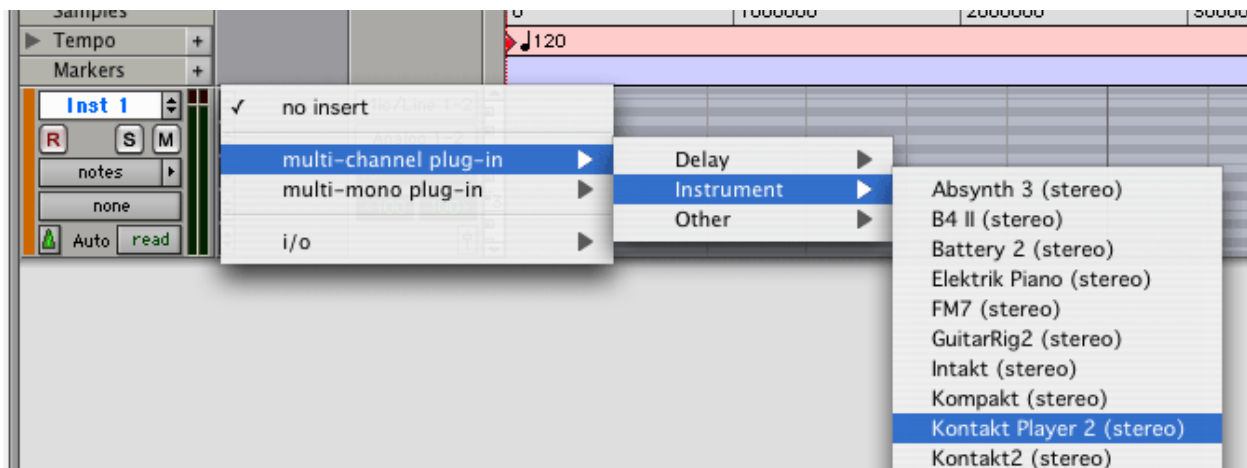 Samples
0 1000000 2000000
Tempo +
120
Markers +
Inst 1
✓ no insert
R S M
multi-channel plug-in
multi-mono plug-in
i/o
notes
none
Auto read
Delay
Instrument
Other
Absynth 3 (stereo)
B4 II (stereo)
Battery 2 (stereo)
Elektrik Piano (stereo)
FM7 (stereo)
GuitarRig2 (stereo)
Intakt (stereo)
Kompakt (stereo)
Kontakt Player 2 (stereo)
Kontakt2 (stereo)